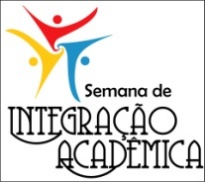 Semana de
INTEGRAÇÃO
ACADÊMICA